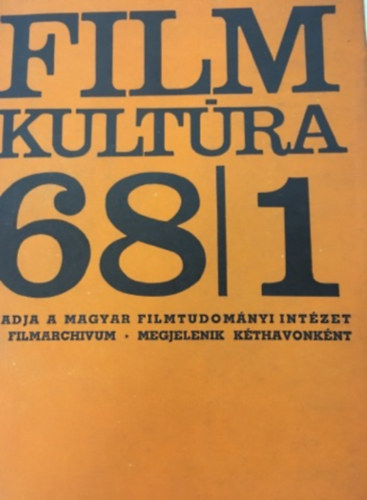 FILM
KULTÚRA
68|1
ADJA A MAGYAR FILMTUDOMÁNYI INTÉZET
FILMARCHIVUM • MEGJELENIK KÉTHAVONKÉNT